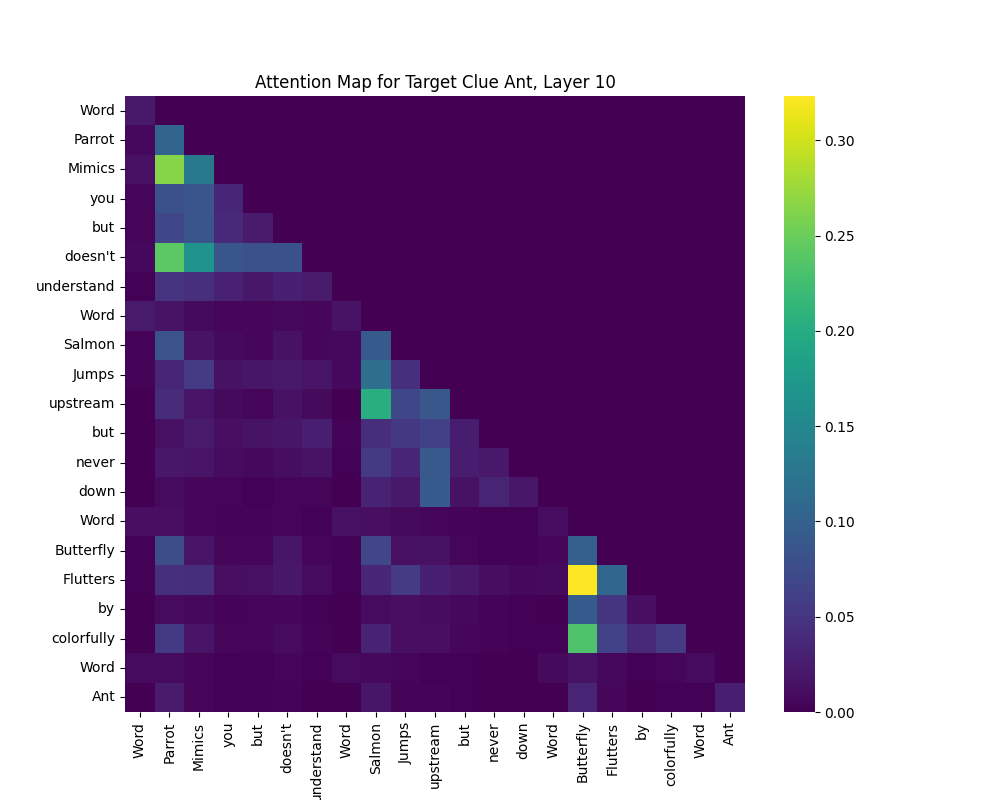 Attention Map for Target Clue Ant, Layer 10
Word
Parrot
Mimics
you
but
doesn't
understand
Word
Salmon
Jumps
upstream
but
never
down
Word
Butterfly
Flutters
by
colorfully
Word
Ant
Word
Parrot
Mimics
you
but
doesn't
understand
Word
Salmon
Jumps
upstream
but
never
down
Word
Butterfly
Flutters
by
colorfully
Word
Ant
0.30
0.25
0.20
0.15
0.10
0.05
0.00